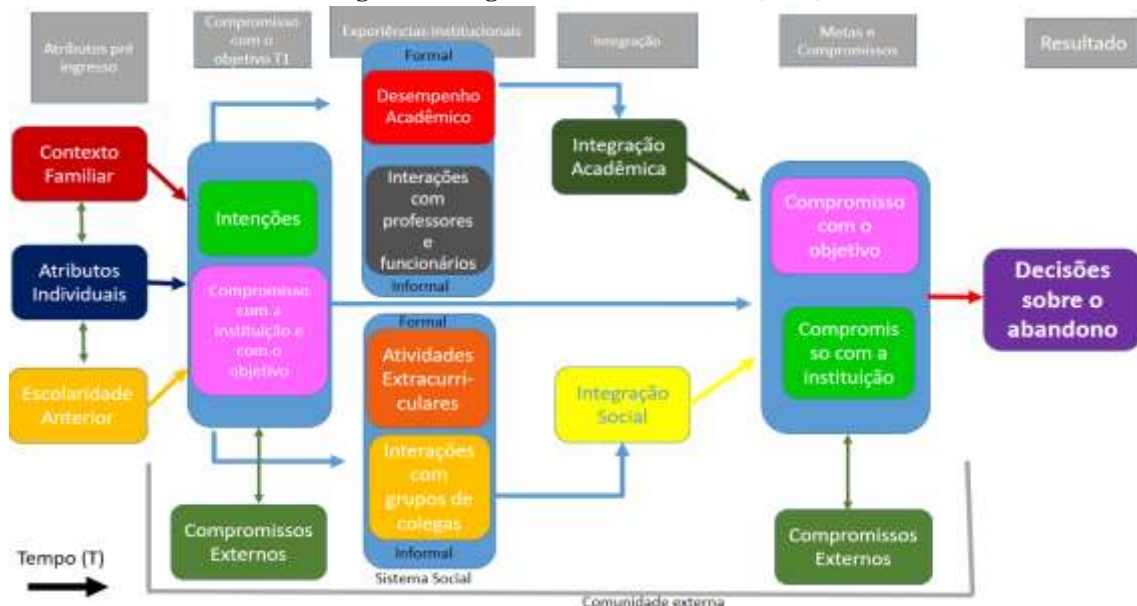 Atributos pré
ingresso
Compromisso
com o
objetivo T1
Experiências institucionais
Integração
Metas e
Compromissos
Resultado
Contexto
Familiar
Atributos
Individuais
Escolaridade
Anterior
Intenções
Compromisso
com a
instituição e
com o
objetivo
Compromissos
Externos
Formal
Desempenho
Acadêmico
Interações
com
professores
e
funcionários
Informal
Formal
Atividades
Extracurri-
culares
Interações
com
grupos de
colegas
Informal
Sistema Social
Integração
Acadêmica
Integração
Social
Compromisso
com o
objetivo
Compromis
so com a
instituição
Compromissos
Externos
Decisões
sobre o
abandono
Tempo (T)
Comunidade externa